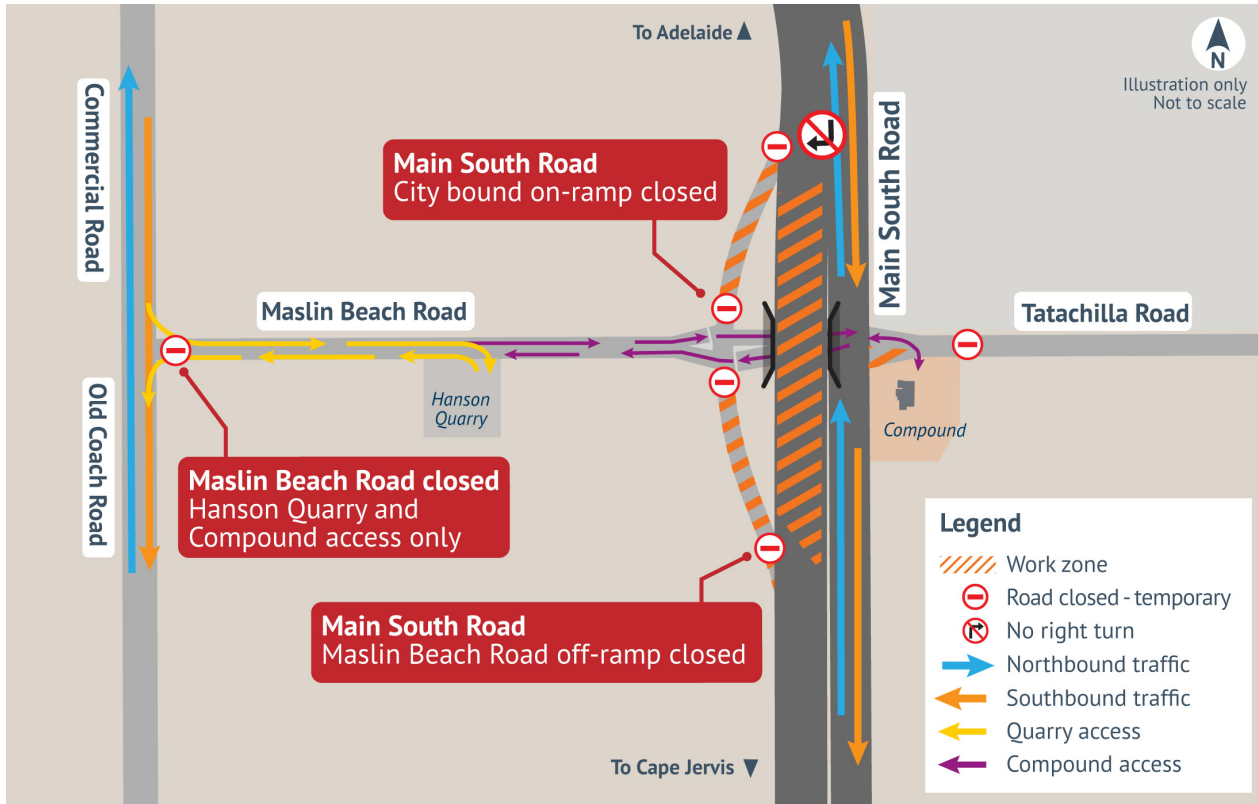 To Adelaide
N
Illustration only
Not to scale
Commercial Road
Main South Road
City bound on-ramp closed
Main South Road
Maslin Beach Road
Tatachilla Road
Hanson
Quarry
Compound
Old Coach Road
Maslin Beach Road closed
Hanson Quarry and
Compound access only
Main South Road
Maslin Beach Road off-ramp closed
To Cape Jervis
Legend
Work zone
Road closed - temporary
No right turn
Northbound traffic
Southbound traffic
Quarry access
Compound access